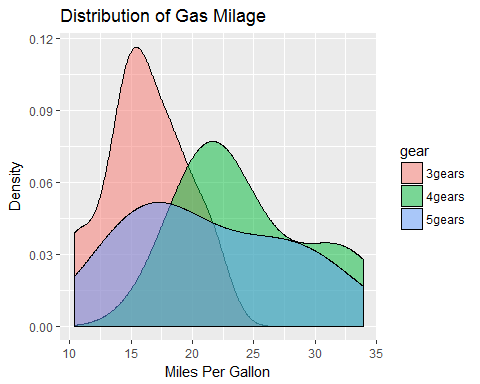 Distribution of Gas Milage
0.12
0.09
0.06
0.03
0.00
Density
10 15 20 25 30 35
Miles Per Gallon
gear
3gears
4gears
5gears